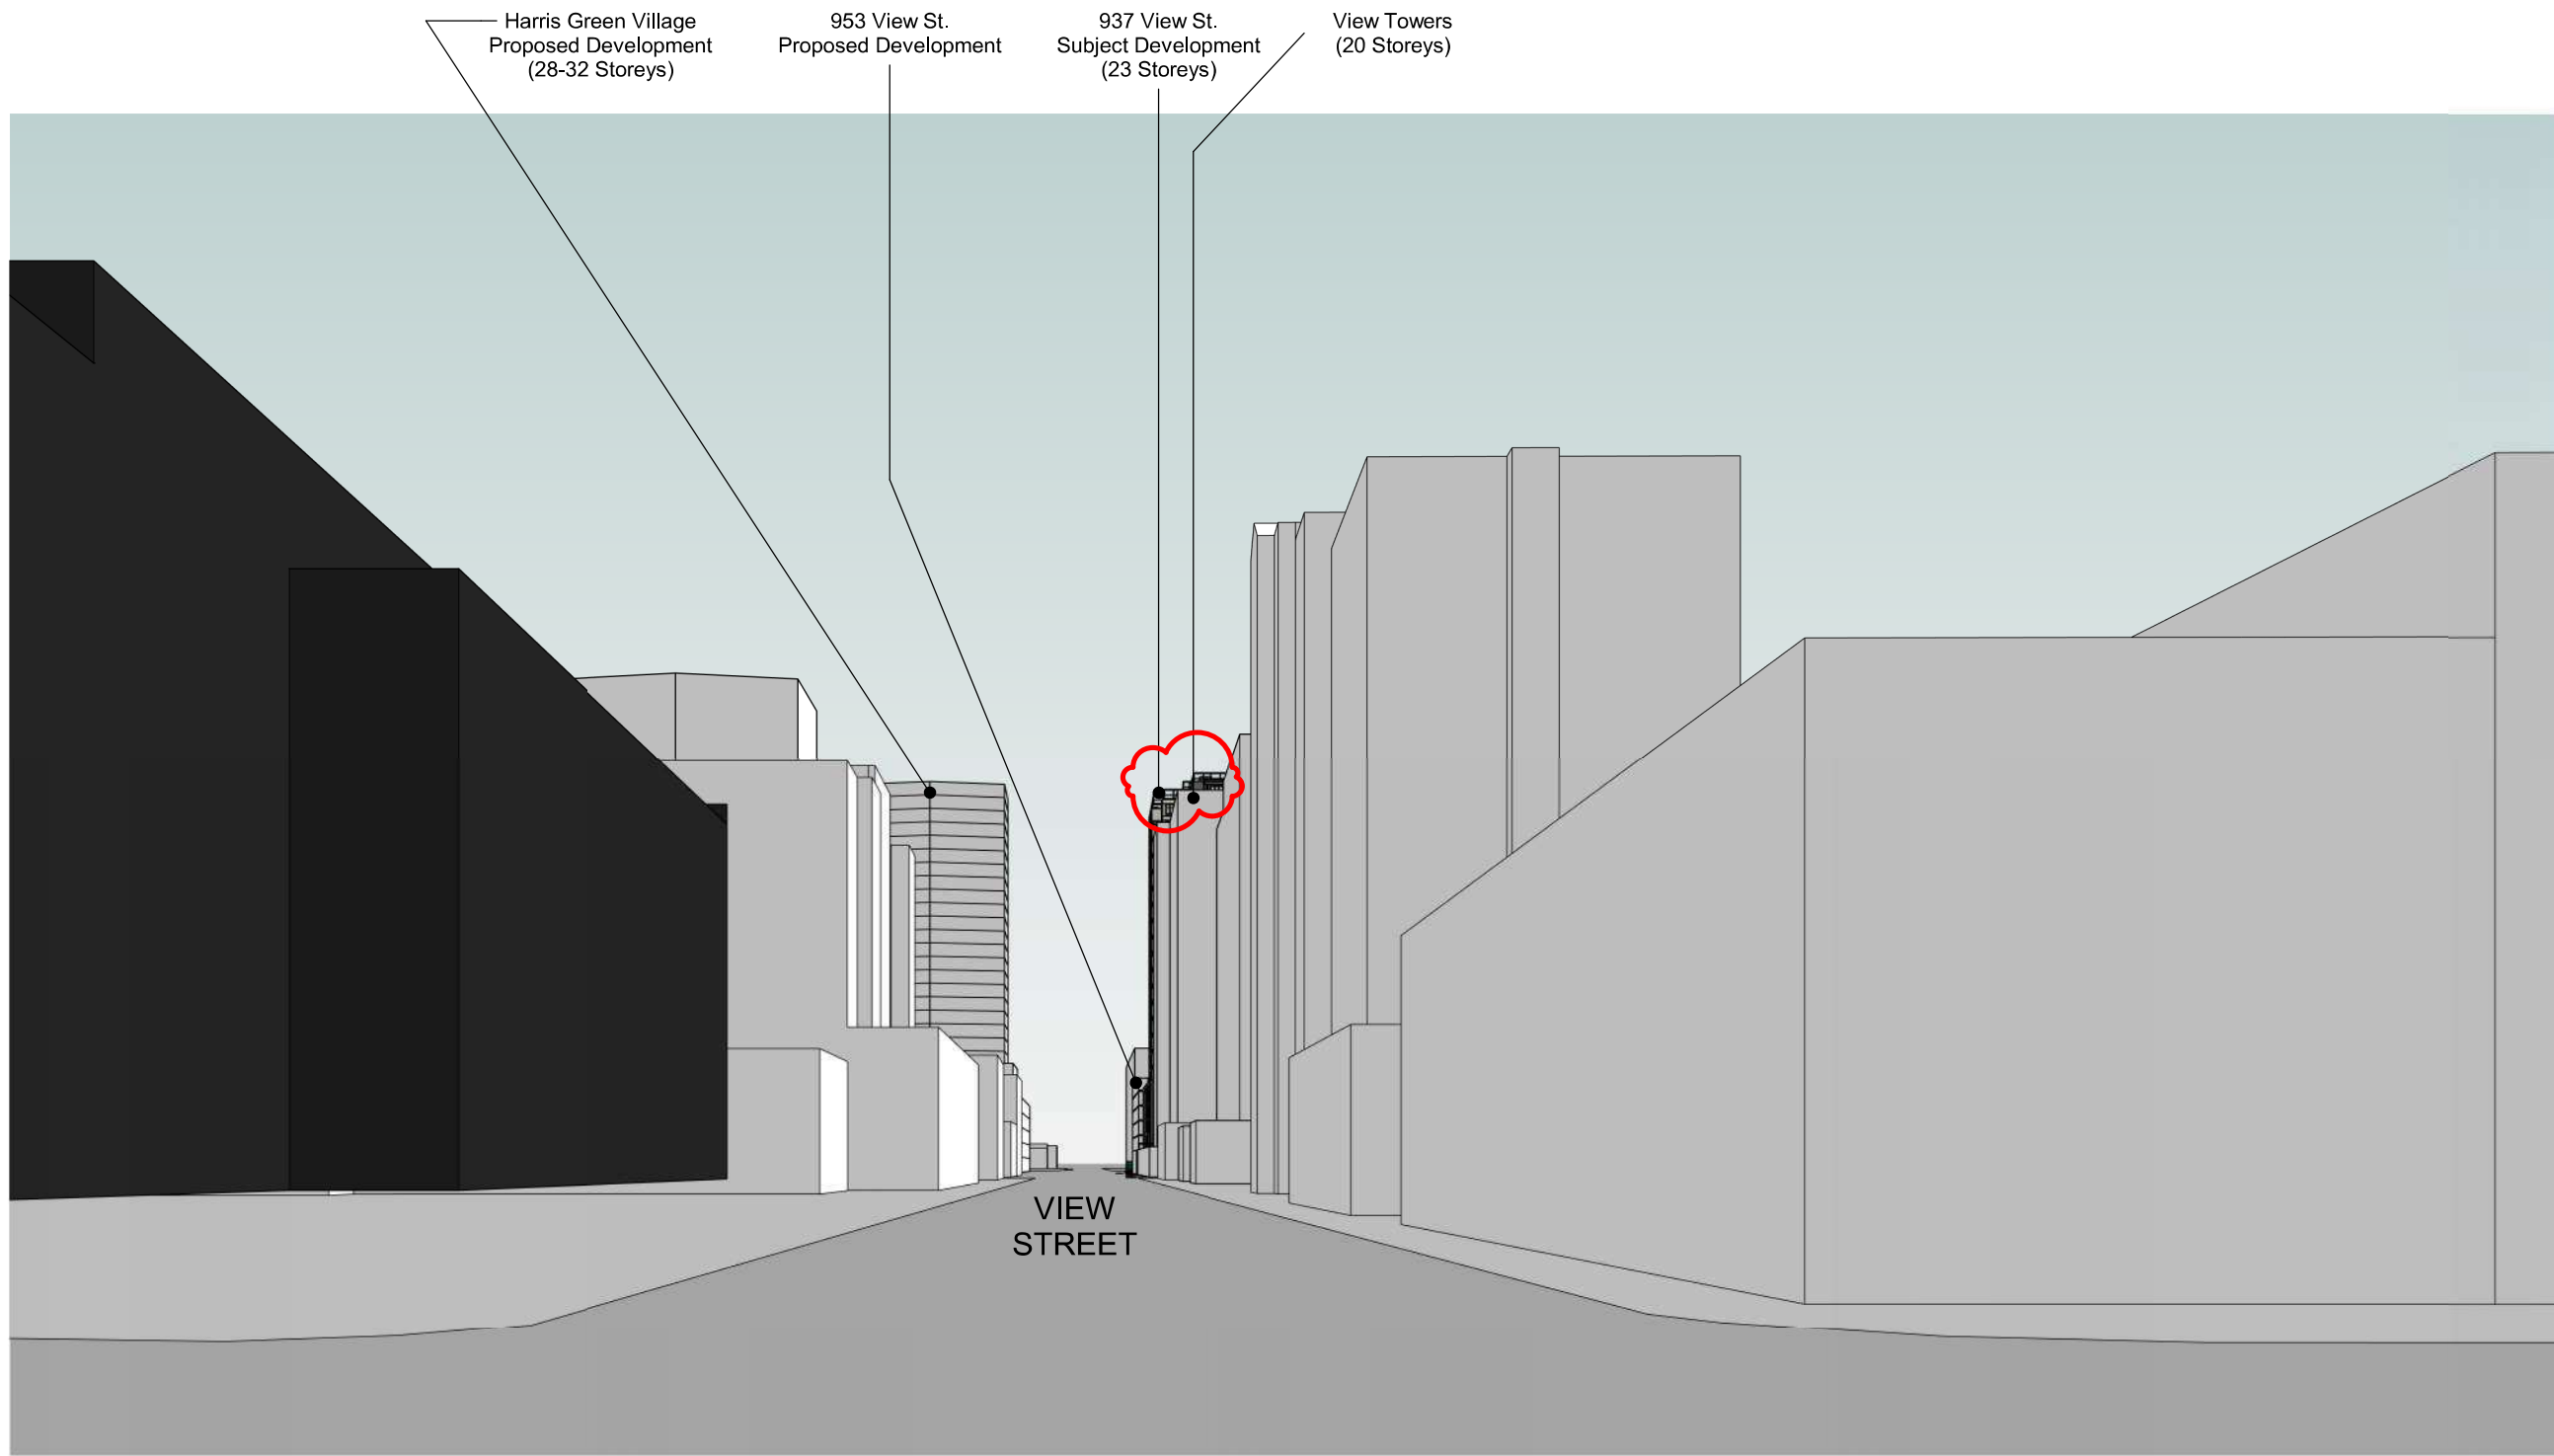 Harris Green Village
Proposed Development
(28-32 Storeys)
953 View St.
Proposed Development
937 View St.
Subject Development
(23 Storeys)
View Towers
(20 Storeys)
VIEW
STREET